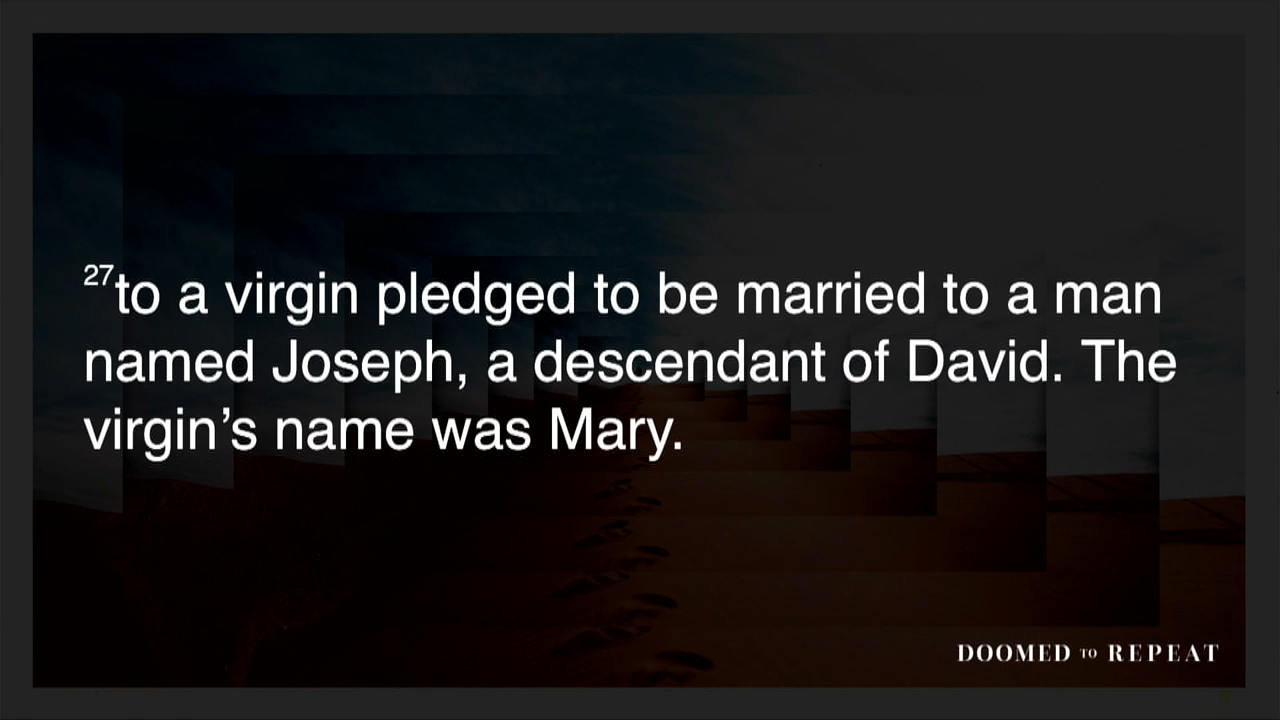 27to a virgin pledged to be married to a man
named Joseph, a descendant of David. The
virgin’s name was Mary.
DOOMED TO REPEAT